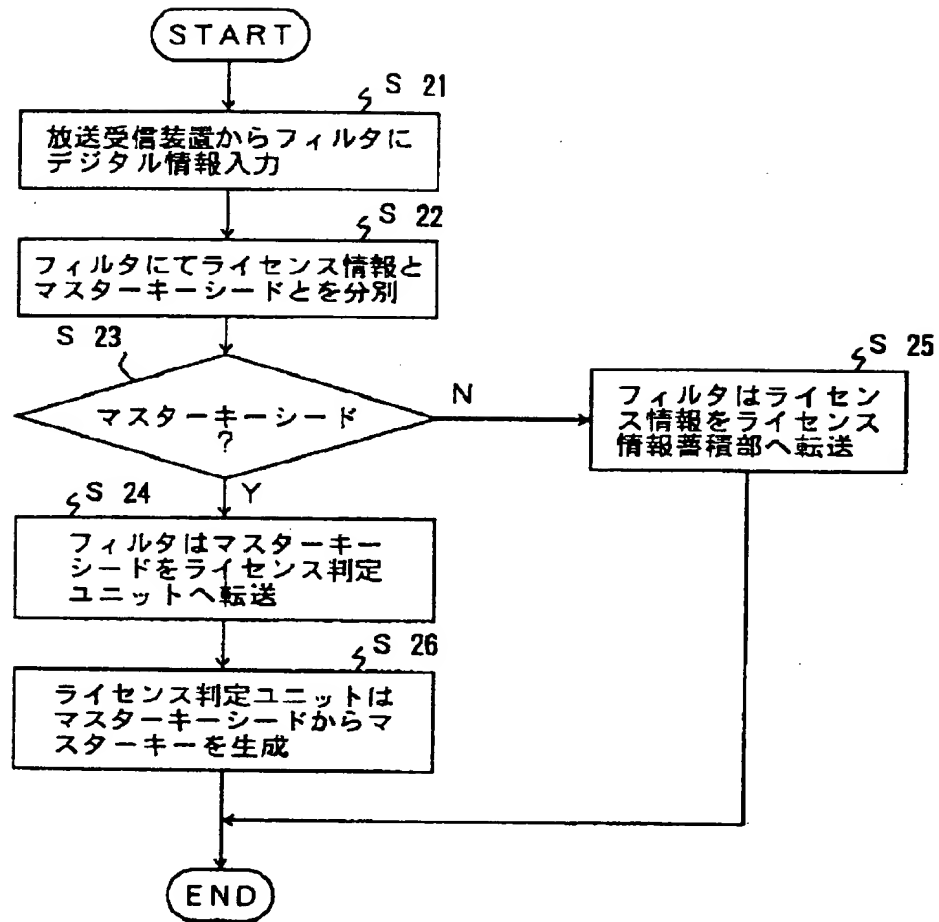 START
S 21
放送受信装置からフィルタに
デジタル情報入力
S 22
フィルタにてライセンス情報と
マスターキーシードとを分別
S 23
マスターキーシード
?
N
S 25
フィルタはライセン
ス情報をライセンス
情報蓄積部へ転送
Y
S 24
フィルタはマスターキー
シードをライセンス判定
ユニットへ転送
S 26
ライセンス判定ユニットは
マスターキーシードからマ
スターキーを生成
END